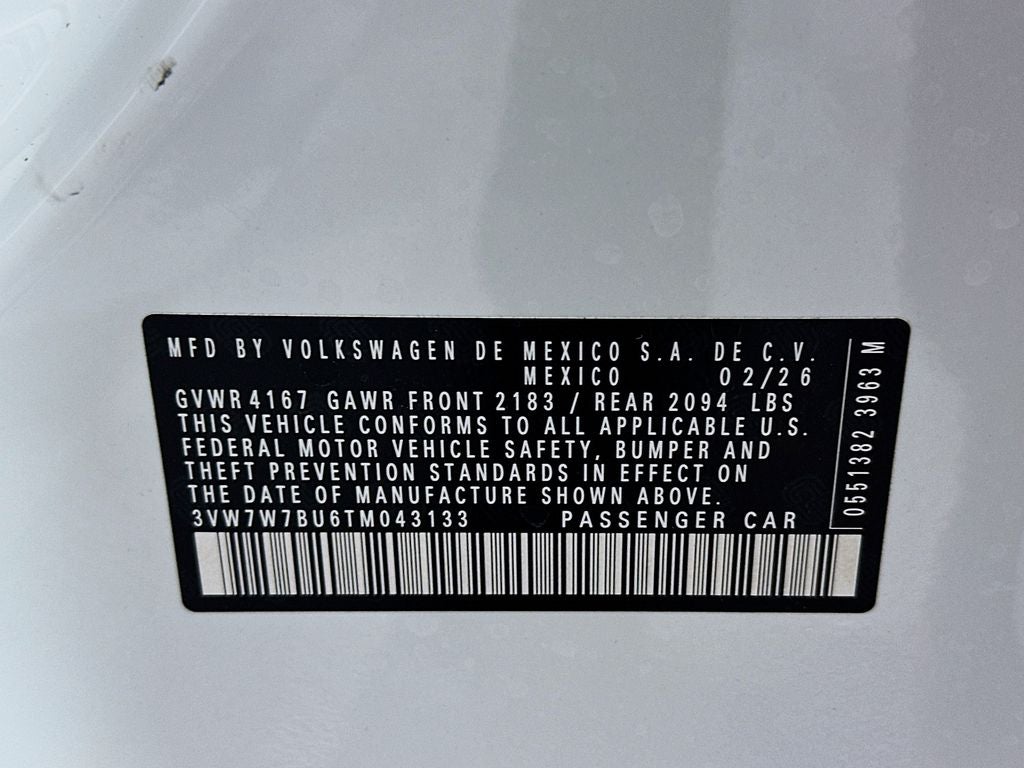 MFD BY VOLKSWAGEN DE MEXICO S.A. DE C.V.
MEXICO 02/26
GVWR 4167 GAWR FRONT 2183 / REAR 2094 LBS
THIS VEHICLE CONFORMS TO ALL APPLICABLE U.S.
FEDERAL MOTOR VEHICLE SAFETY, BUMPER AND
THEFT PREVENTION STANDARDS IN EFFECT ON
THE DATE OF MANUFACTURE SHOWN ABOVE.
3VW7W7BU6TM043133 PASSENGER CAR
0551382 3963 M